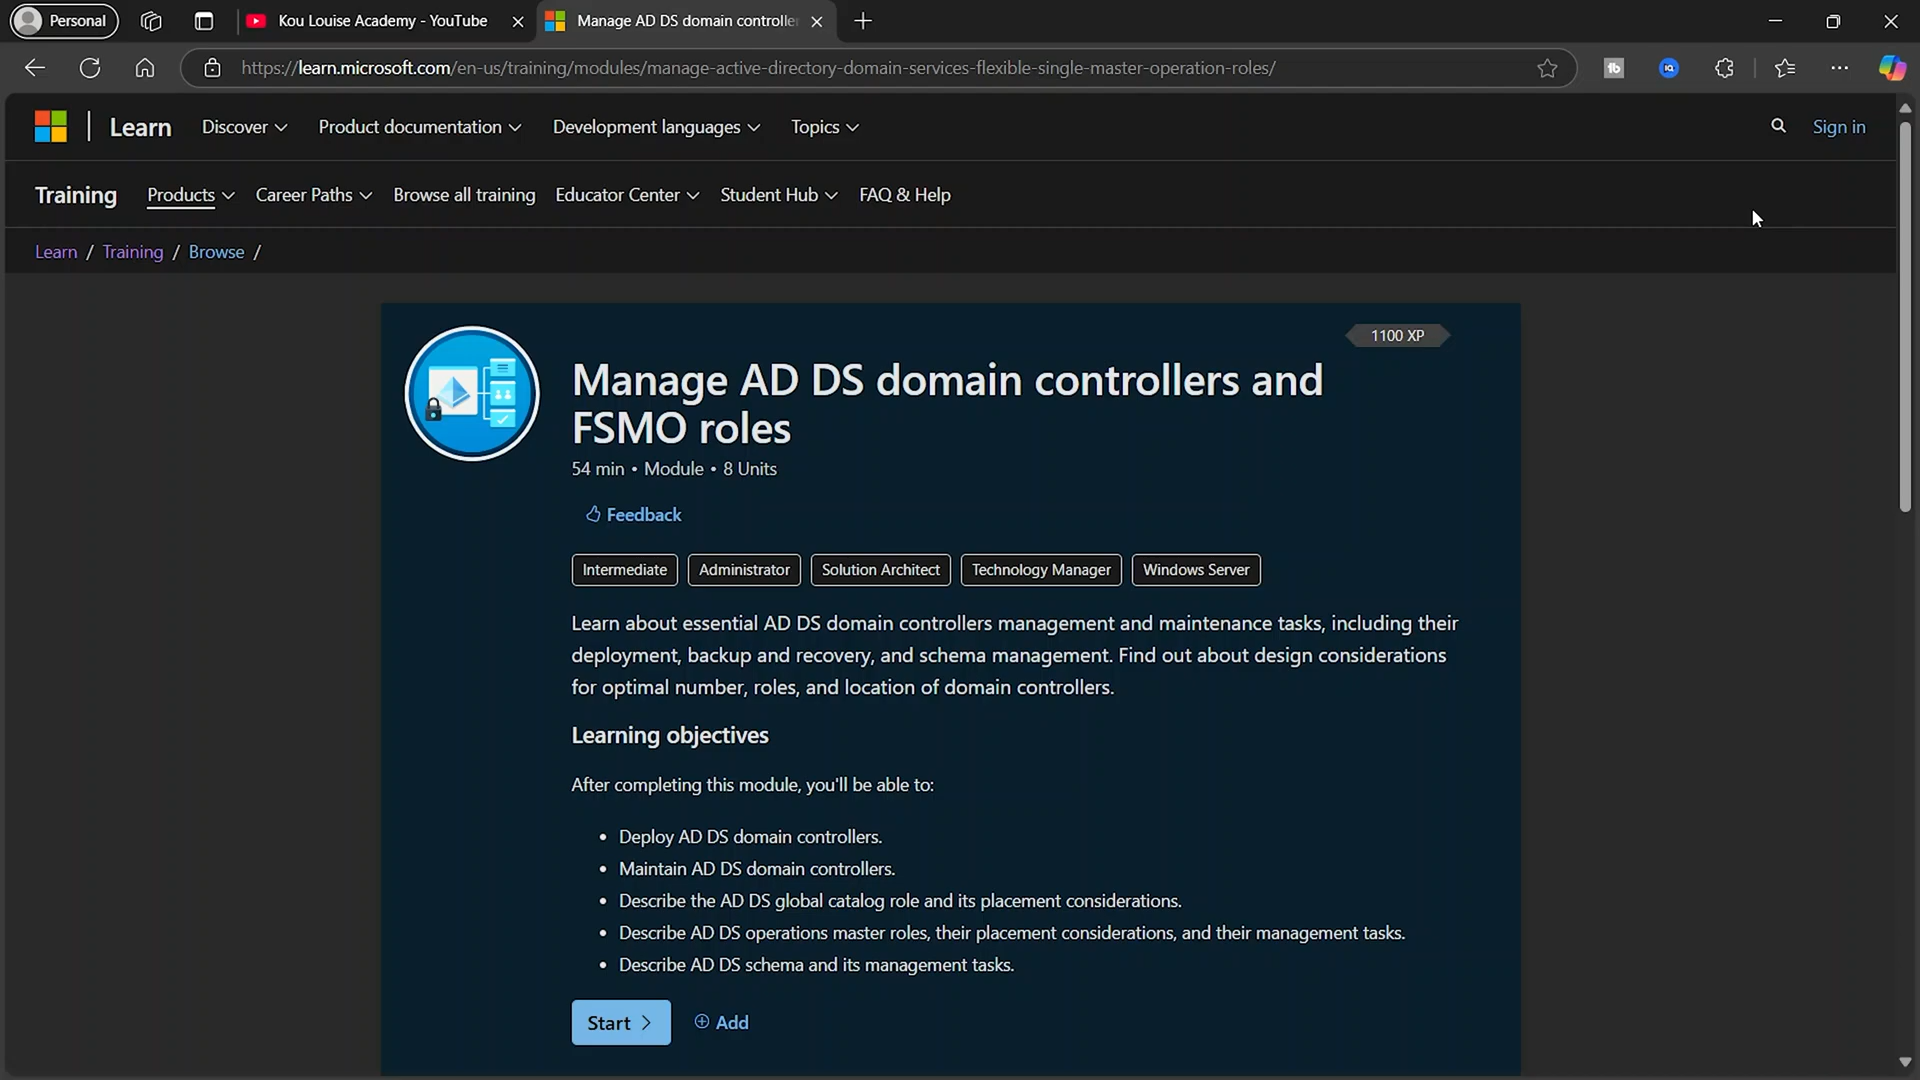 Personal
Kou Louise Academy - YouTube
Manage AD DS domain controlle
https://learn.microsoft.com/en-us/training/modules/manage-active-directory-domain-services-flexible-single-master-operation-roles/
tb
IQ
Learn Discover Product documentation Development languages Topics Sign in
Training Products Career Paths Browse all training Educator Center Student Hub FAQ & Help
Learn / Training / Browse /
1100 XP
Manage AD DS domain controllers and
FSMO roles
54 min • Module • 8 Units
Feedback
Intermediate Administrator Solution Architect Technology Manager Windows Server
Learn about essential AD DS domain controllers management and maintenance tasks, including their
deployment, backup and recovery, and schema management. Find out about design considerations
for optimal number, roles, and location of domain controllers.
Learning objectives
After completing this module, you'll be able to:
• Deploy AD DS domain controllers.
• Maintain AD DS domain controllers.
• Describe the AD DS global catalog role and its placement considerations.
• Describe AD DS operations master roles, their placement considerations, and their management tasks.
• Describe AD DS schema and its management tasks.
Start Add